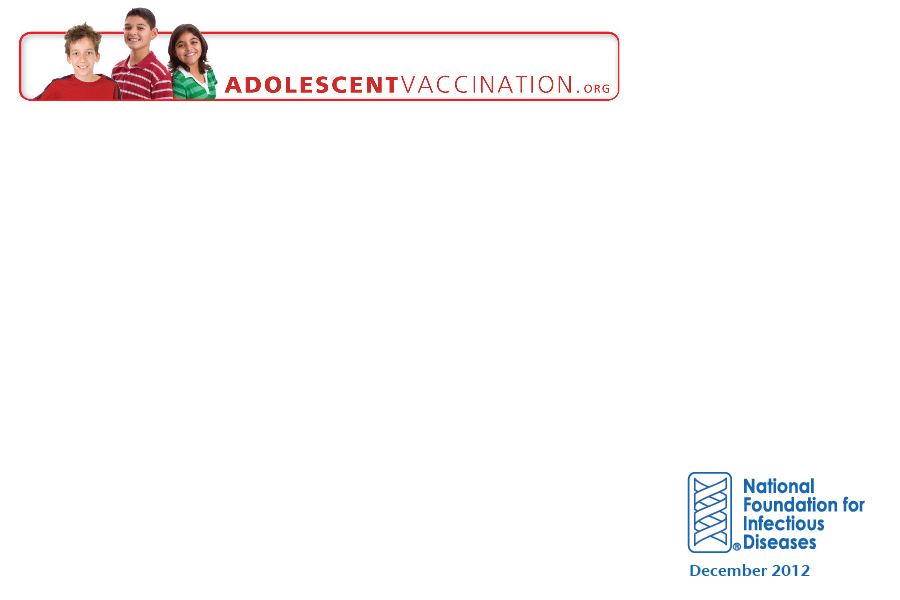 ADOLESCENTVACCINATION.ORG
National
Foundation for
Infectious
Diseases
®
December 2012